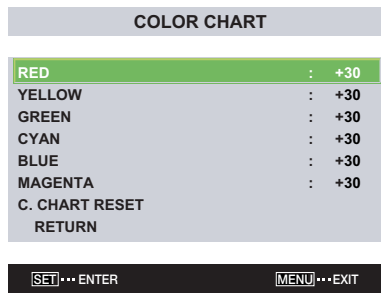 COLOR CHART
RED : +30
YELLOW : +30
GREEN : +30
CYAN : +30
BLUE : +30
MAGENTA : +30
C. CHART RESET
RETURN
SET ••• ENTER MENU ••• EXIT